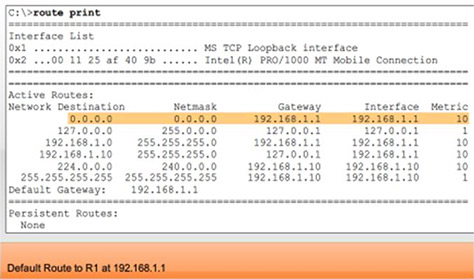 C:\>route print
Interface List
0x1 ........................... MS TCP Loopback interface
0x2 ...00 11 25 af 40 9b ...... Intel(R) PRO/1000 MT Mobile Connection
Active Routes:
Network Destination Netmask Gateway Interface Metric
0.0.0.0 0.0.0.0 192.168.1.1 192.168.1.1 10
127.0.0.0 255.0.0.0 127.0.0.1 127.0.0.1 1
192.168.1.0 255.255.255.0 192.168.1.1 192.168.1.1 10
192.168.1.10 255.255.255.0 127.0.0.1 192.168.1.10 10
224.0.0.0 240.0.0.0 192.168.1.10 192.168.1.10 10
255.255.255.255 255.255.255.255 192.168.1.10 192.168.1.10 1
Default Gateway: 192.168.1.1
Persistent Routes:
None
Default Route to R1 at 192.168.1.1